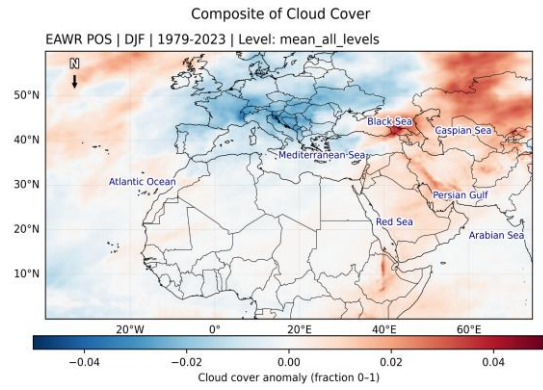 Composite of Cloud Cover
EAWR POS | DJF | 1979-2023 | Level: mean_all_levels
N
50°N
40°N
30°N
20°N
10°N
Black Sea
Caspian Sea
Mediterranean Sea
Atlantic Ocean
Persian Gulf
Red Sea
Arabian Sea
20°W
0°
20°E
40°E
60°E
−0.04
−0.02
0.00
0.02
0.04
Cloud cover anomaly (fraction 0–1)